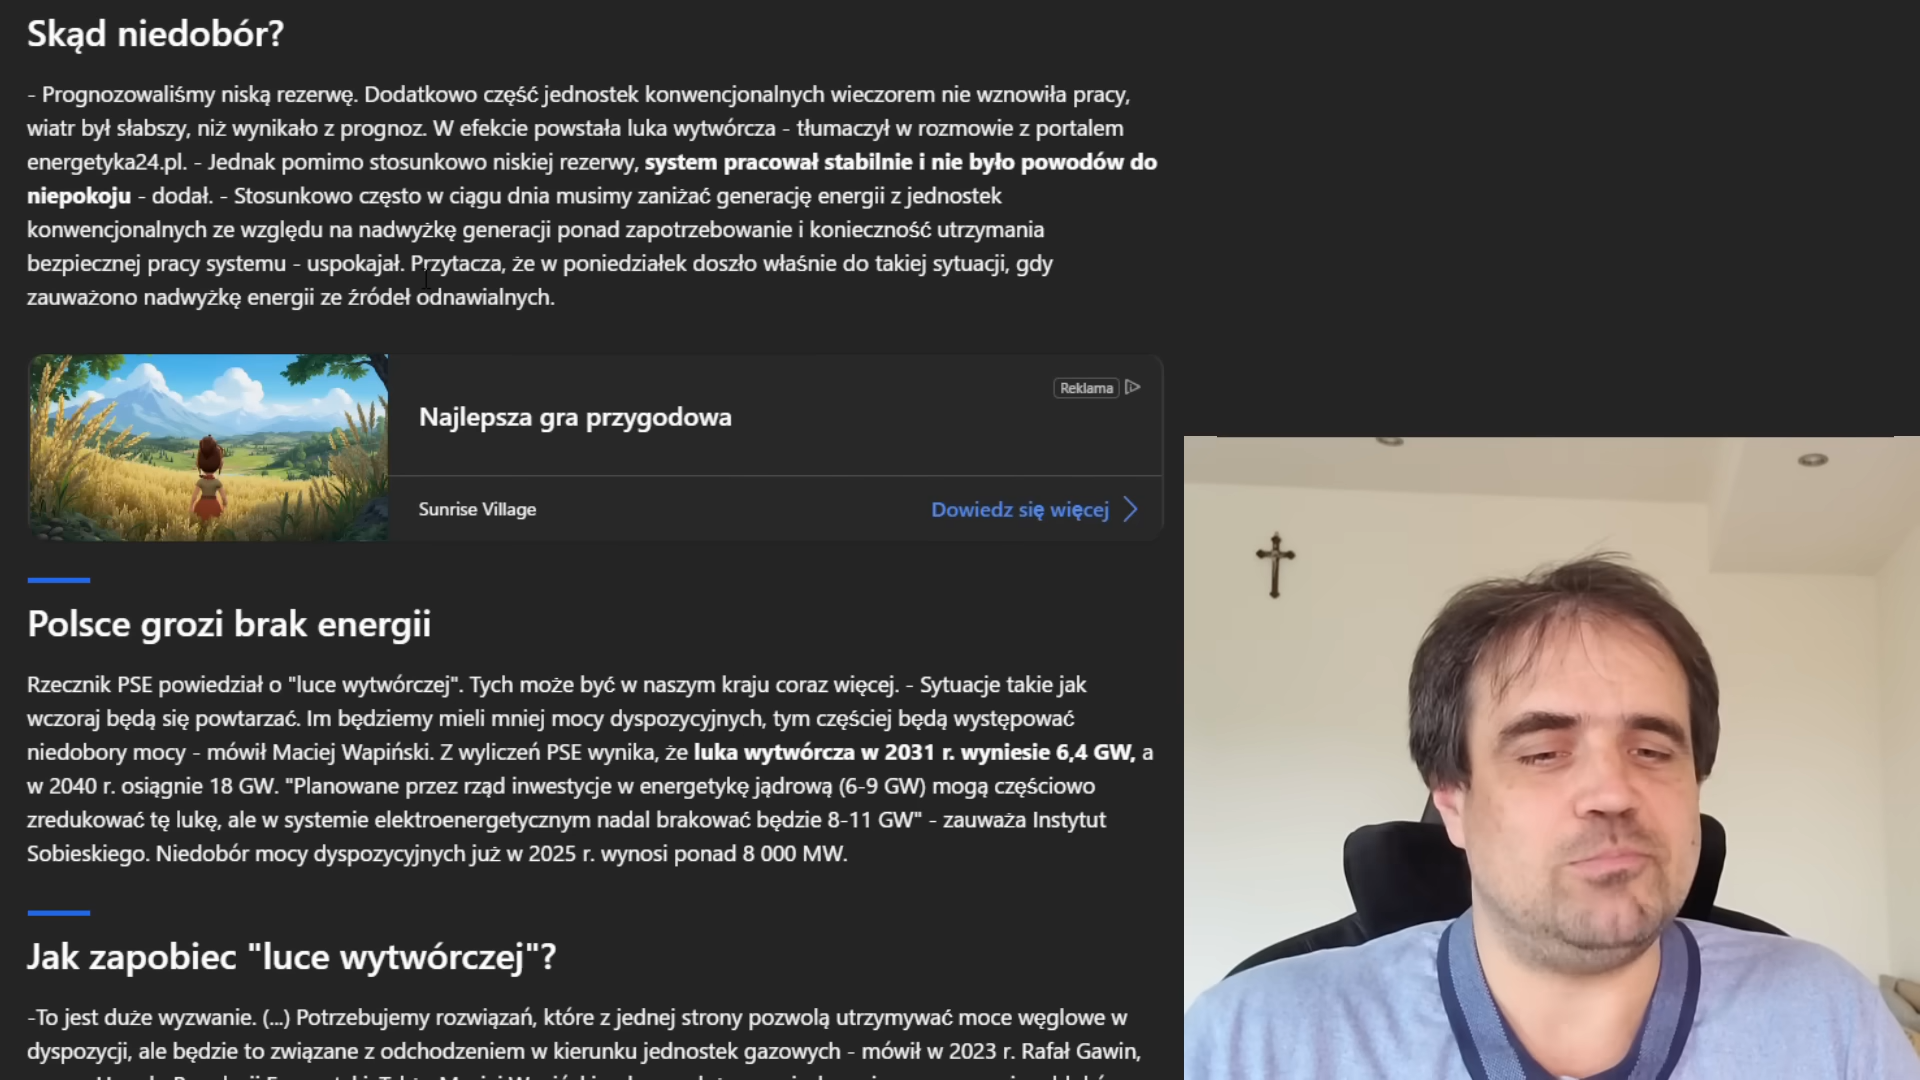 Skąd niedobór?
- Prognozowaliśmy niską rezerwę. Dodatkowo część jednostek konwencjonalnych wieczorem nie wznowiła pracy,
wiatr był słabszy, niż wynikało z prognoz. W efekcie powstała luka wytwórcza - tłumaczył w rozmowie z portalem
energetyka24.pl. - Jednak pomimo stosunkowo niskiej rezerwy, system pracował stabilnie i nie było powodów do
niepokoju - dodał. - Stosunkowo często w ciągu dnia musimy zaniżać generację energii z jednostek
konwencjonalnych ze względu na nadwyżkę generacji ponad zapotrzebowanie i konieczność utrzymania
bezpiecznej pracy systemu - uspokajał. Przytacza, że w poniedziałek doszło właśnie do takiej sytuacji, gdy
zauważono nadwyżkę energii ze źródeł odnawialnych.
Reklama
Najlepsza gra przygodowa
Sunrise Village
Dowiedz się więcej
Polsce grozi brak energii
Rzecznik PSE powiedział o "luce wytwórczej". Tych może być w naszym kraju coraz więcej. - Sytuacje takie jak
wczoraj będą się powtarzać. Im będziemy mieli mniej mocy dyspozycyjnych, tym częściej będą występować
niedobory mocy - mówił Maciej Wapiński. Z wyliczeń PSE wynika, że luka wytwórcza w 2031 r. wyniesie 6,4 GW, a
w 2040 r. osiągnie 18 GW. "Planowane przez rząd inwestycje w energetykę jądrową (6-9 GW) mogą częściowo
zredukować tę lukę, ale w systemie elektroenergetycznym nadal brakować będzie 8-11 GW" - zauważa Instytut
Sobieskiego. Niedobór mocy dyspozycyjnych już w 2025 r. wynosi ponad 8 000 MW.
Jak zapobiec "luce wytwórczej"?
-To jest duże wyzwanie. (...) Potrzebujemy rozwiązań, które z jednej strony pozwolą utrzymywać moce węglowe w
dyspozycji, ale będzie to związane z odchodzeniem w kierunku jednostek gazowych - mówił w 2023 r. Rafał Gawin,